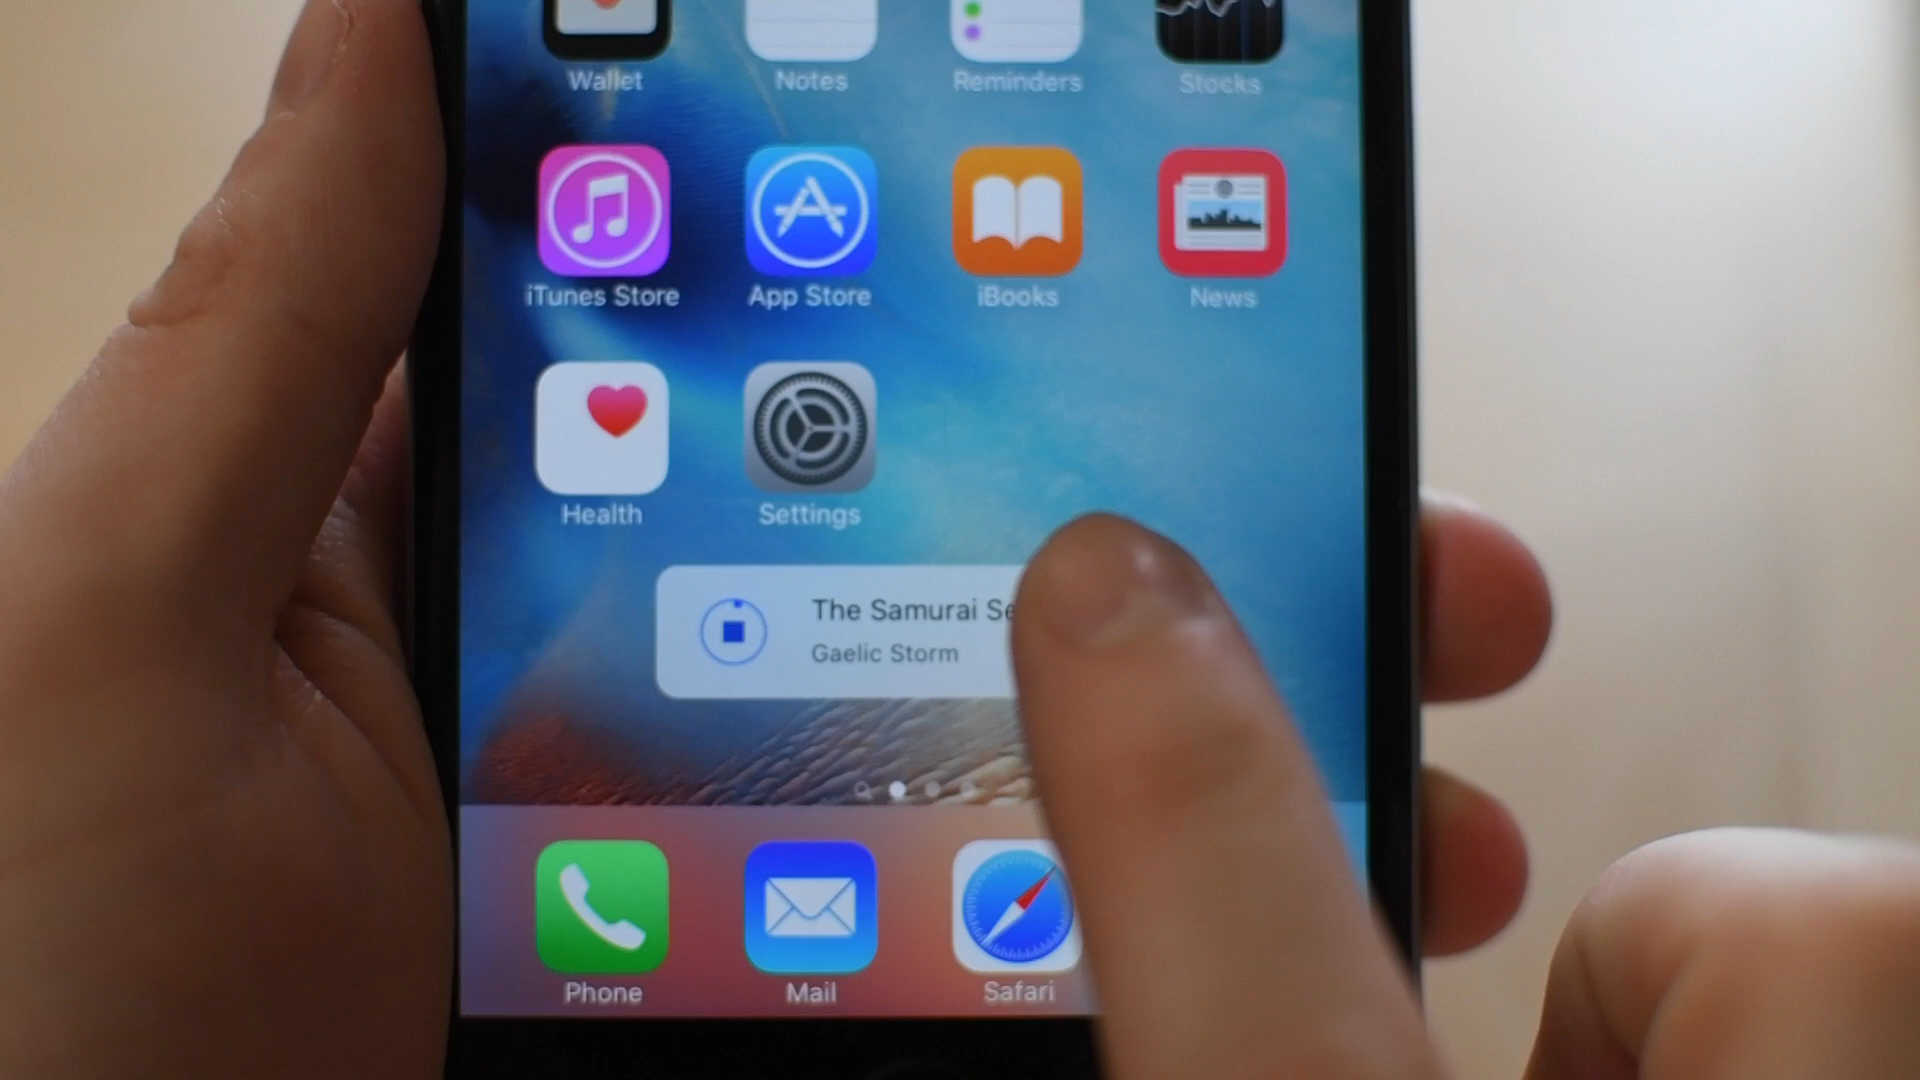 Wallet Notes Reminders Stocks
iTunes Store App Store iBooks News
Health Settings
The Samurai Se
Gaelic Storm
Phone Mail Safari